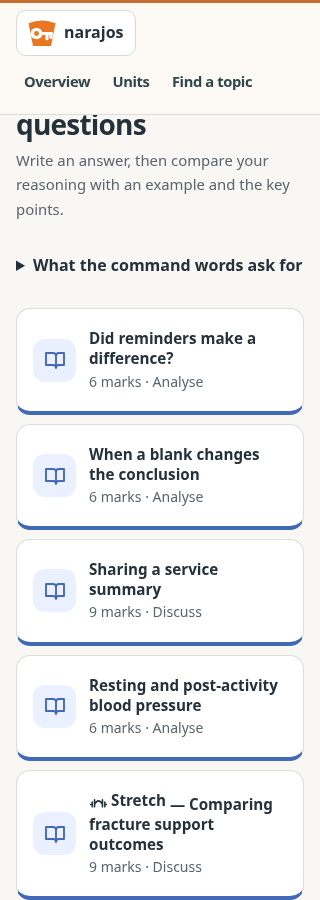 narajos
Overview Units Find a topic
questions
Write an answer, then compare your
reasoning with an example and the key
points.
What the command words ask for
Did reminders make a
difference?
6 marks · Analyse
When a blank changes
the conclusion
6 marks · Analyse
Sharing a service
summary
9 marks · Discuss
Resting and post-activity
blood pressure
6 marks · Analyse
Stretch — Comparing
fracture support
outcomes
9 marks · Discuss